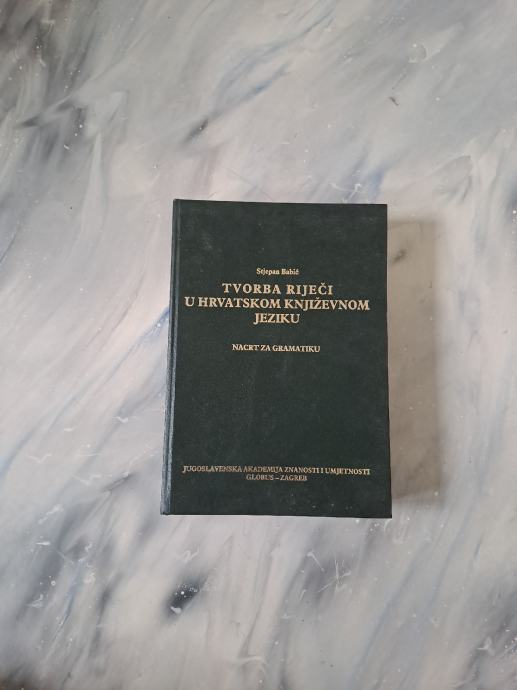 Stjepan Babić
TVORBA RIJEČI
U HRVATSKOM KNJIŽEVNOM
JEZIKU
NACRT ZA GRAMATIKU
JUGOSLAVENSKA AKADEMIJA ZNANOSTI I UMJETNOSTI
GLOBUS – ZAGREB